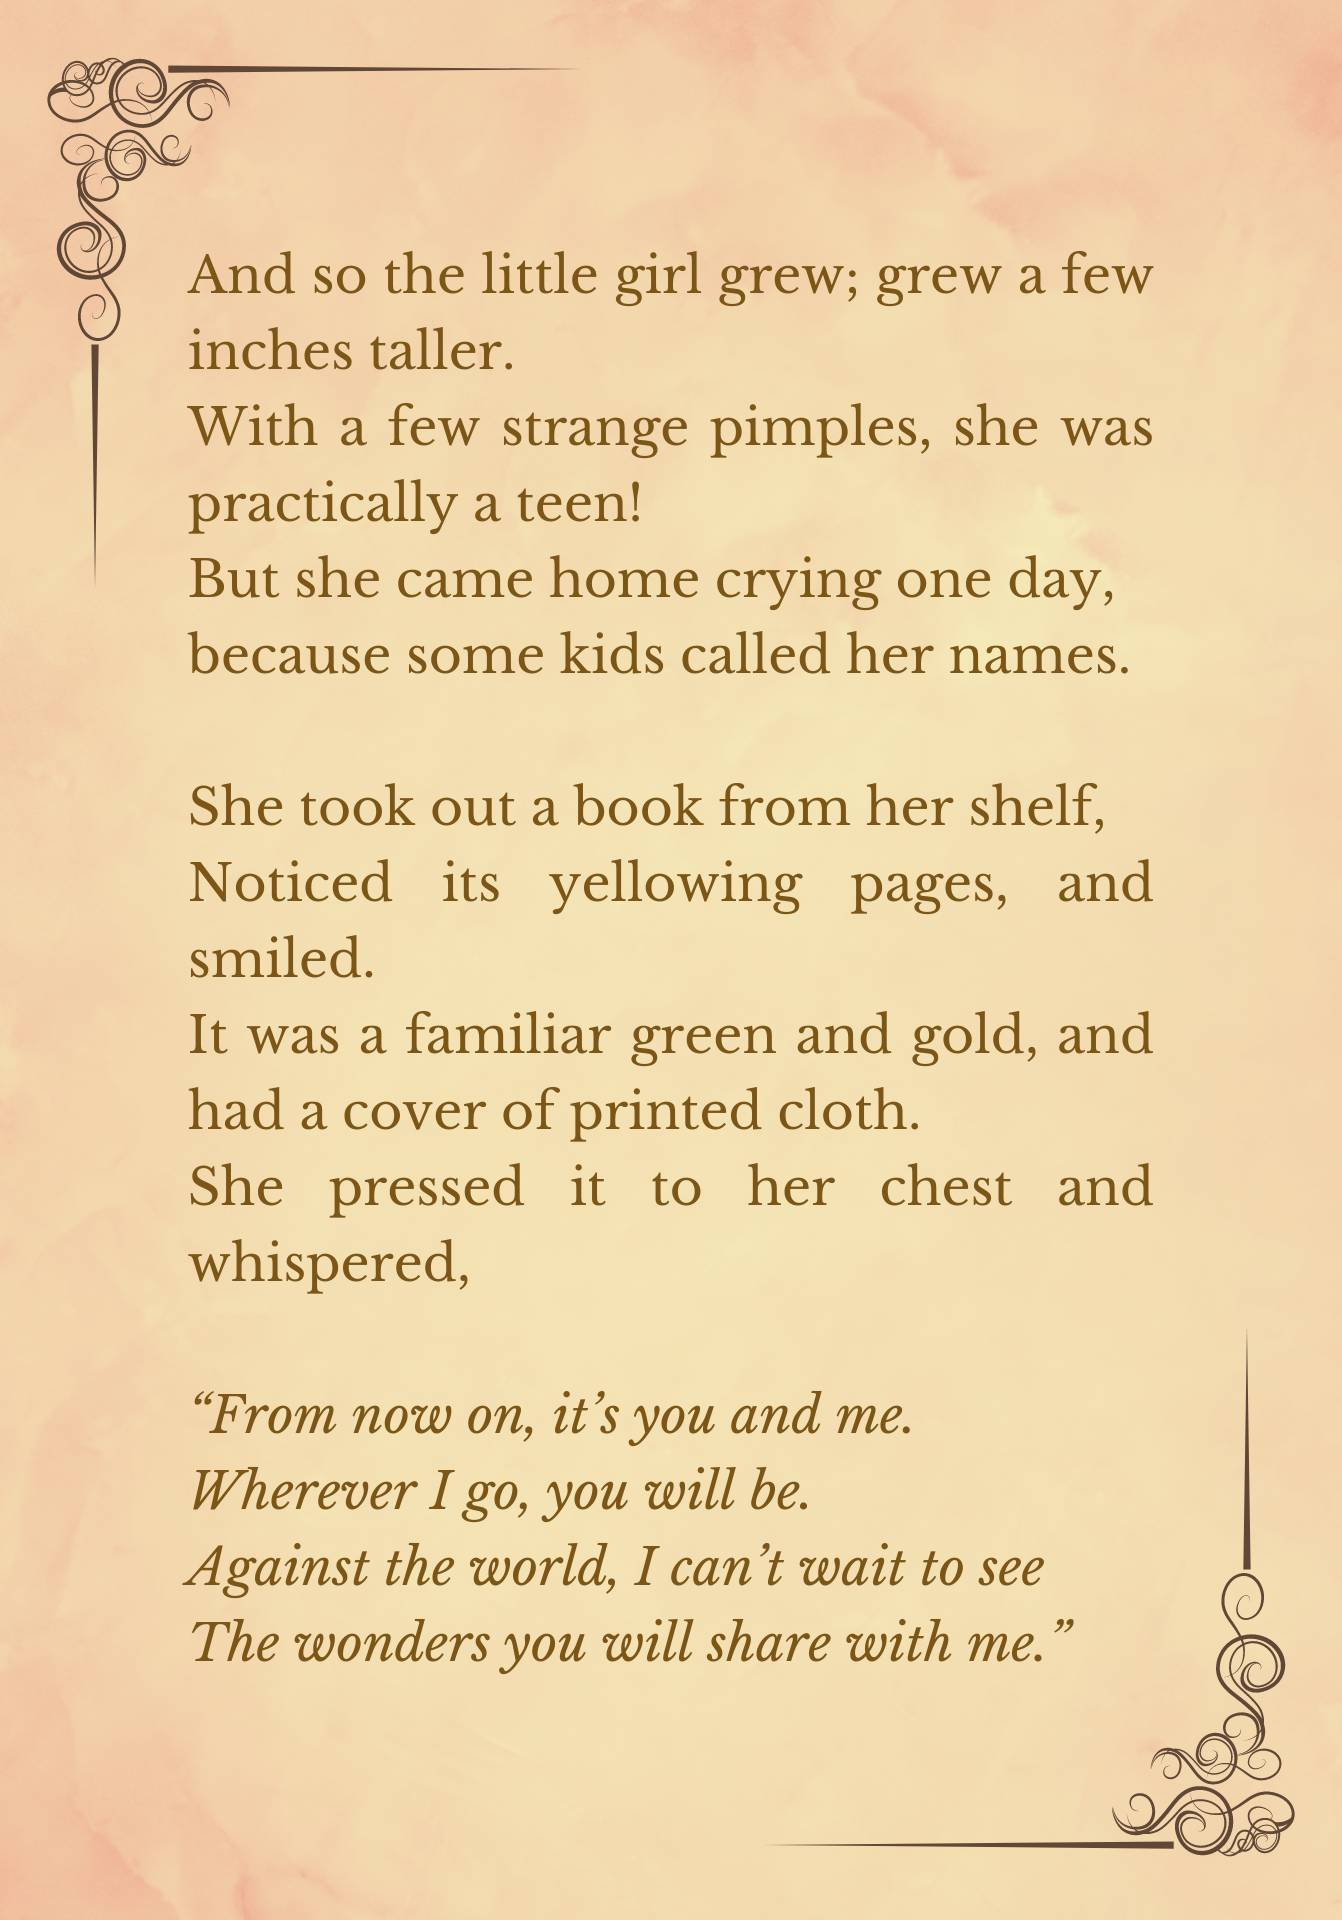 And so the little girl grew; grew a few
inches taller.
With a few strange pimples, she was
practically a teen!
But she came home crying one day,
because some kids called her names.
She took out a book from her shelf,
Noticed its yellowing pages, and
smiled.
It was a familiar green and gold, and
had a cover of printed cloth.
She pressed it to her chest and
whispered,
“From now on, it’s you and me.
Wherever I go, you will be.
Against the world, I can’t wait to see
The wonders you will share with me.”